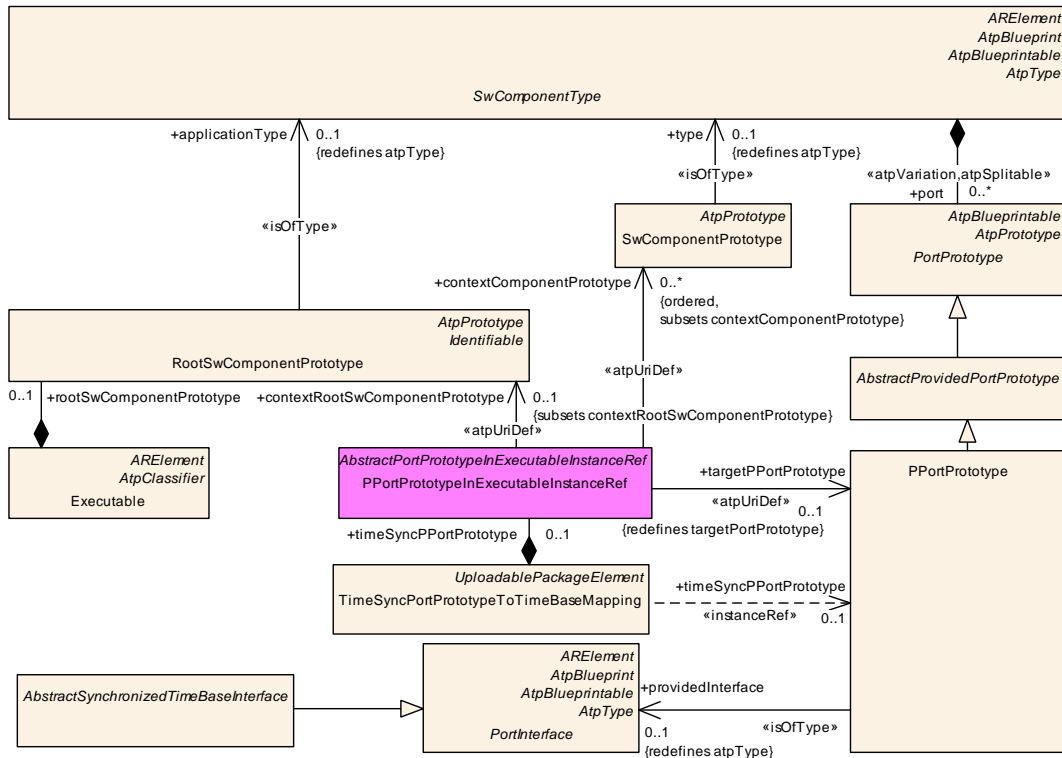 ARElement
AtpBlueprint
AtpBlueprintable
AtpType
SwComponentType
+applicationType
0..1
{redefines atpType}
+type
0..1
{redefines atpType}
«isOfType»
«atpVariation,atpSplitable»
+port
0..*
«isOfType»
AtpPrototype
SwComponentPrototype
AtpBlueprintable
AtpPrototype
PortPrototype
+contextComponentPrototype
0..*
{ordered,
subsets contextComponentPrototype}
AtpPrototype
Identifiable
RootSwComponentPrototype
«atpUriDef»
AbstractProvidedPortPrototype
0..1
+rootSwComponentPrototype
+contextRootSwComponentPrototype
0..1
{subsets contextRootSwComponentPrototype}
«atpUriDef»
ARElement
AtpClassifier
Executable
AbstractPortPrototypeInExecutableInstanceRef
PPortPrototypeInExecutableInstanceRef
+targetPPortPrototype
«atpUriDef»
0..1
{redefines targetPortPrototype}
PPortPrototype
+timeSyncPPortPrototype
0..1
UploadablePackageElement
TimeSyncPortPrototypeToTimeBaseMapping
+timeSyncPPortPrototype
«instanceRef»
0..1
AbstractSynchronizedTimeBaseInterface
ARElement
AtpBlueprint
AtpBlueprintable
AtpType
PortInterface
+providedInterface
«isOfType»
0..1
{redefines atpType}